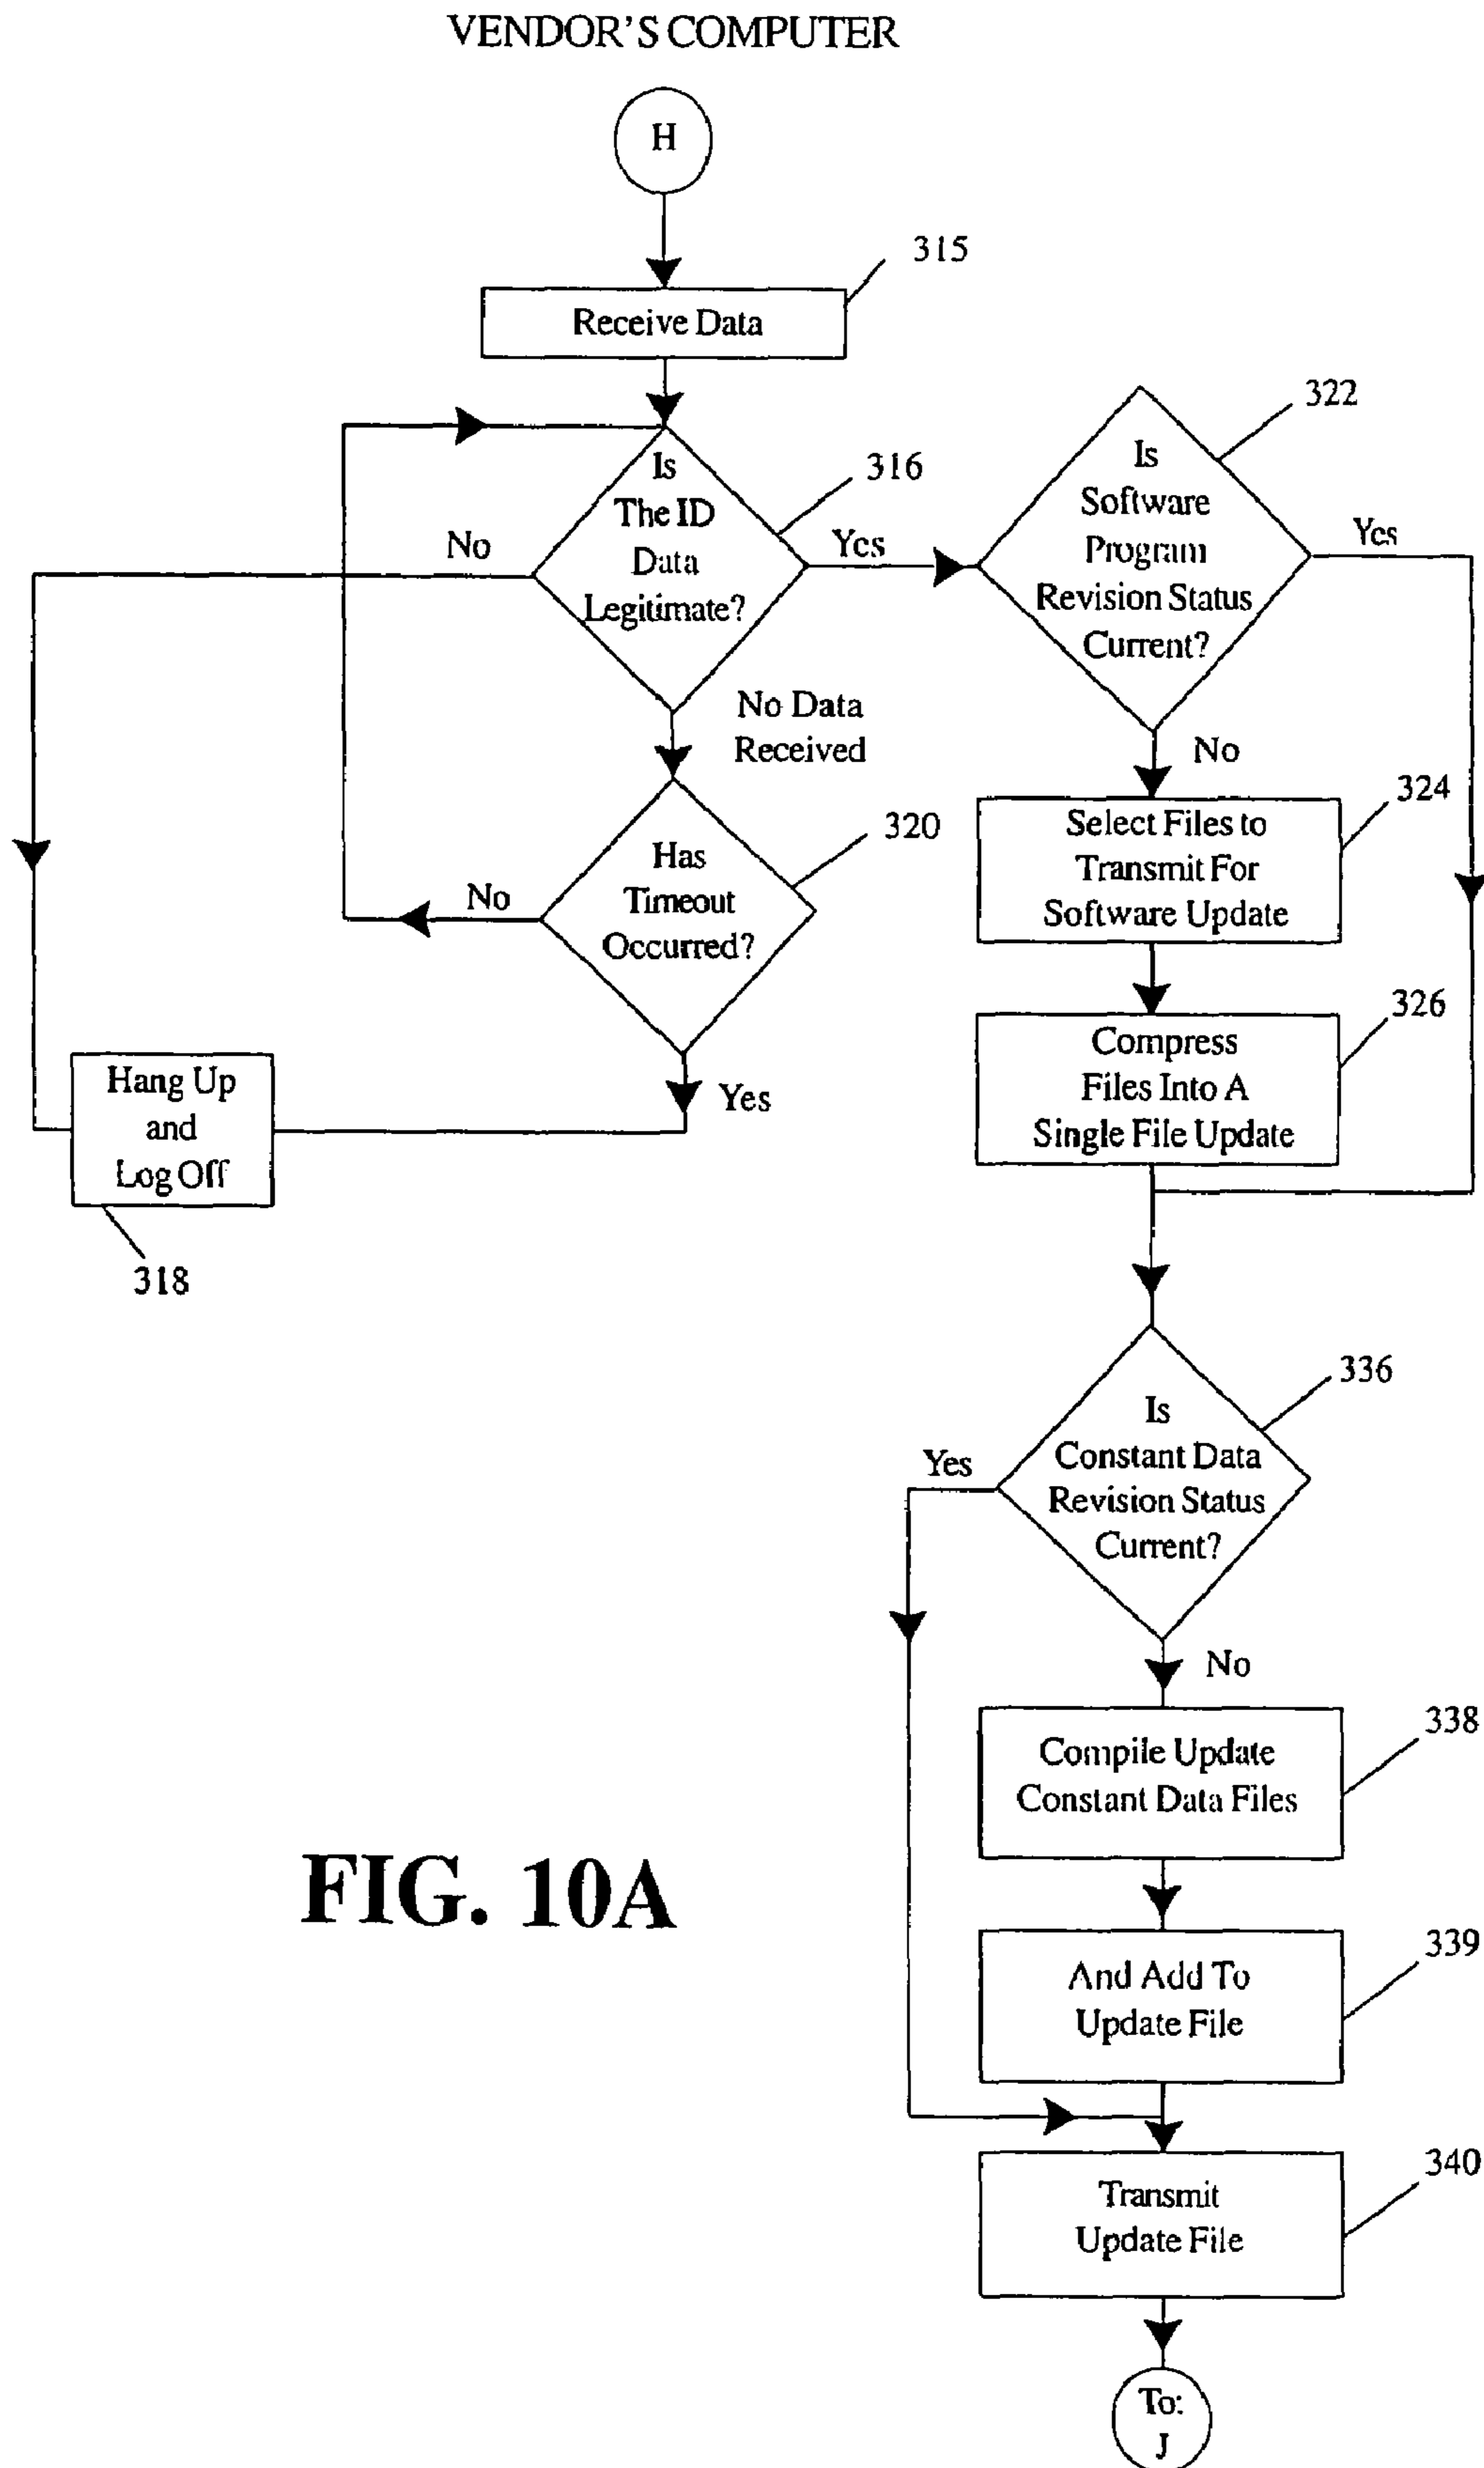 VENDOR'S COMPUTER
H
315
Receive Data
Is
The ID
Data
Legitimate?
316
No
Yes
No Data
Received
Has
Timeout
Occurred?
320
No
Yes
Hang Up
and
Log Off
318
Is
Software
Program
Revision Status
Current?
322
Yes
No
Select Files to
Transmit For
Software Update
324
Compress
Files Into A
Single File Update
326
Is
Constant Data
Revision Status
Current?
336
Yes
No
Compile Update
Constant Data Files
338
And Add To
Update File
339
Transmit
Update File
340
To:
J
FIG. 10A